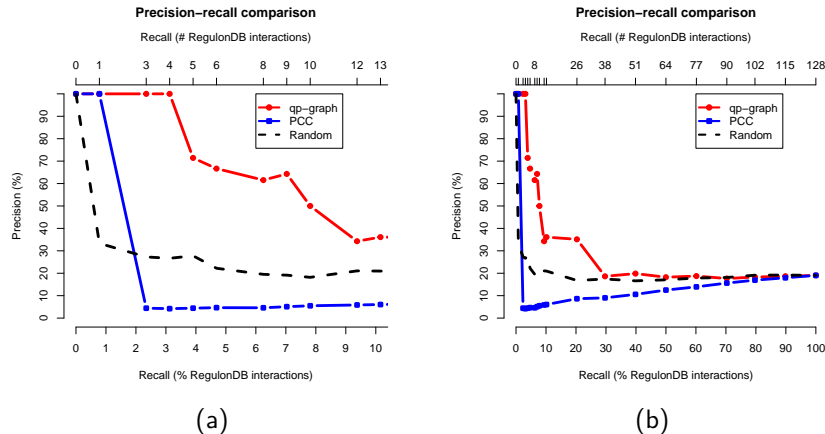 Precision−recall comparison
Recall (# RegulonDB interactions)
0 1 3 4 5 6 8 9 10 12 13
qp−graph
PCC
Random
Precision (%)
0 10 20 30 40 50 60 70 80 90
0 1 2 3 4 5 6 7 8 9 10
Recall (% RegulonDB interactions)
(a)
Precision−recall comparison
Recall (# RegulonDB interactions)
0 8 26 38 51 64 77 90 102 115 128
qp−graph
PCC
Random
Precision (%)
0 10 20 30 40 50 60 70 80 90
0 10 20 30 40 50 60 70 80 90 100
Recall (% RegulonDB interactions)
(b)